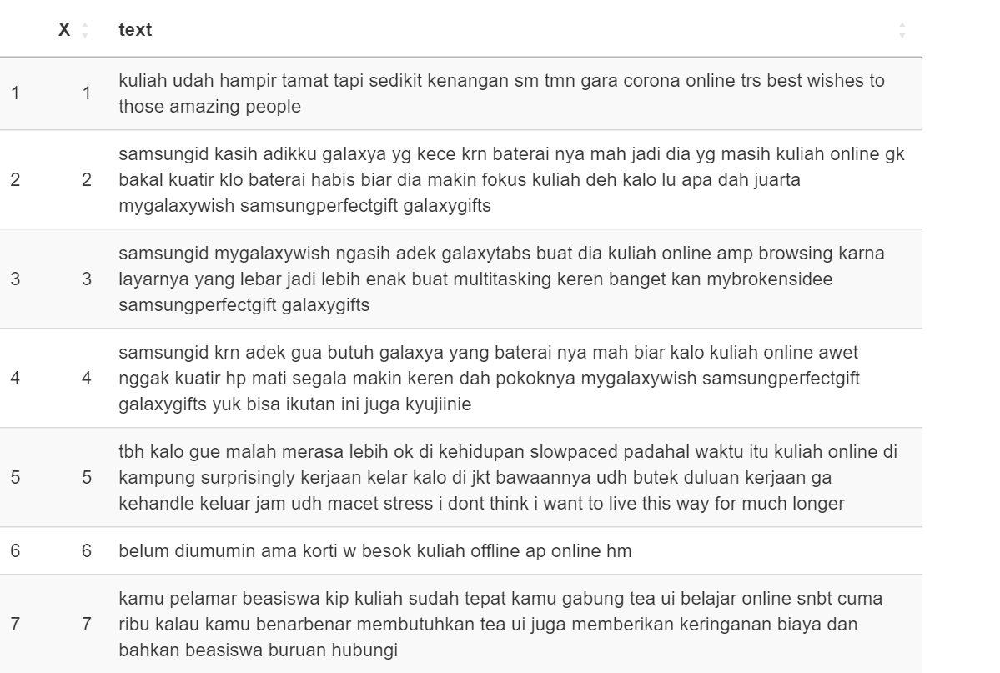 X text
1 1 kuliah udah hampir tamat tapi sedikit kenangan sm tmn gara corona online trs best wishes to
those amazing people
2 2 samsungid kasih adikku galaxya yg kece krn baterai nya mah jadi dia yg masih kuliah online gk
bakal kuatir klo baterai habis biar dia makin fokus kuliah deh kalo lu apa dah juarta
mygalaxywish samsungperfectgift galaxygifts
3 3 samsungid mygalaxywish ngasih adek galaxytabs buat dia kuliah online amp browsing karna
layarnya yang lebar jadi lebih enak buat multitasking keren banget kan mybrokensidee
samsungperfectgift galaxygifts
4 4 samsungid krn adek gua butuh galaxya yang baterai nya mah biar kalo kuliah online awet
nggak kuatir hp mati segala makin keren dah pokoknya mygalaxywish samsungperfectgift
galaxygifts yuk bisa ikutan ini juga kyujiinie
5 5 tbh kalo gue malah merasa lebih ok di kehidupan slowpaced padahal waktu itu kuliah online di
kampung surprisingly kerjaan kelar kalo di jkt bawaannya udh butek duluan kerjaan ga
kehandle keluar jam udh macet stress i dont think i want to live this way for much longer
6 6 belum diumumin ama korti w besok kuliah offline ap online hm
7 7 kamu pelamar beasiswa kip kuliah sudah tepat kamu gabung tea ui belajar online snbt cuma
ribu kalau kamu benarbenar membutuhkan tea ui juga memberikan keringanan biaya dan
bahkan beasiswa buruan hubungi